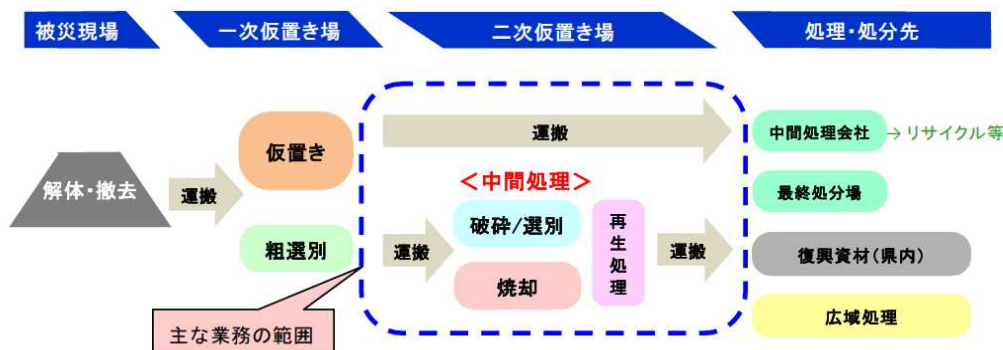 被災現場
一次仮置き場
二次仮置き場
処理・処分先
解体・撤去
運搬
仮置き
粗選別
運搬
<中間処理>
運搬
破砕/選別
焼却
再生処理
運搬
中間処理会社
→リサイクル等
最終処分場
復興資材(県内)
広域処理
主な業務の範囲